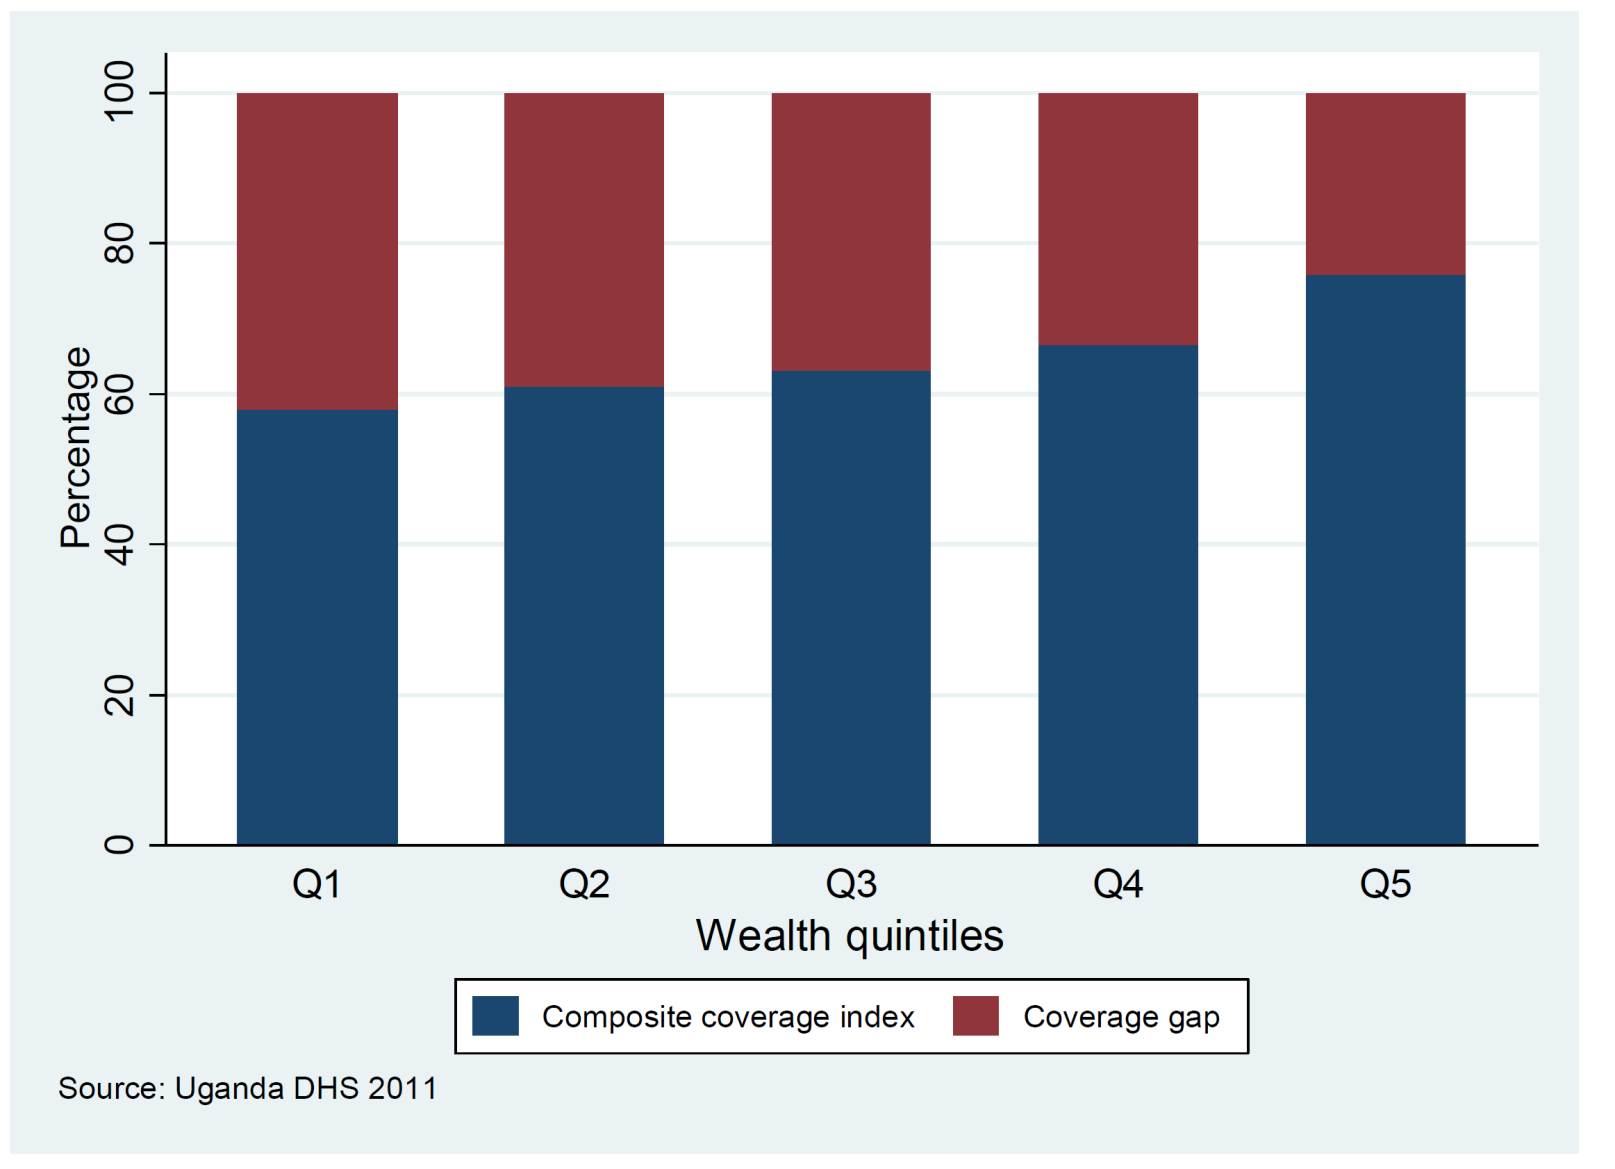 100
80
60
40
20
0
Percentage
Q1 Q2 Q3 Q4 Q5
Wealth quintiles
Composite coverage index Coverage gap
Source: Uganda DHS 2011